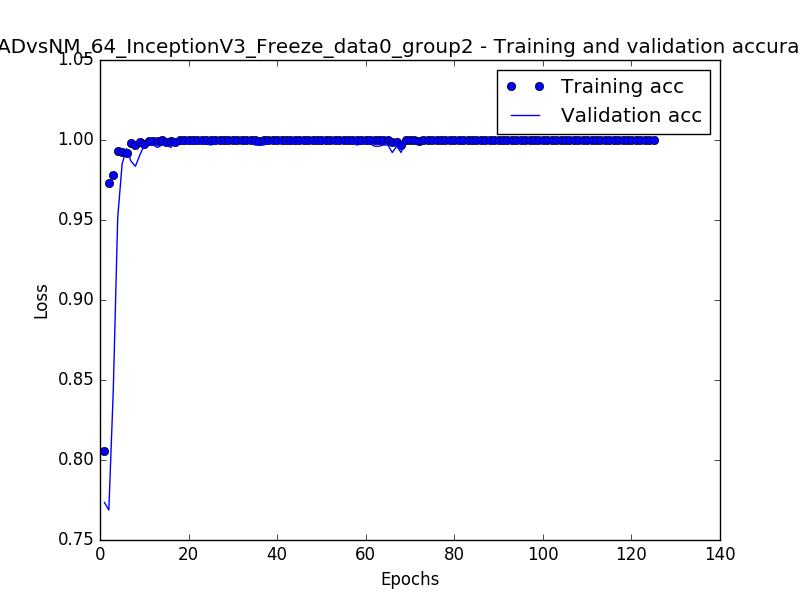 ADvsNM_64_InceptionV3_Freeze_data0_group2 - Training and validation accura
1.05
Training acc
Validation acc
1.00
0.95
0.90
Loss
0.85
0.80
0.75
0 20 40 60 80 100 120 140
Epochs